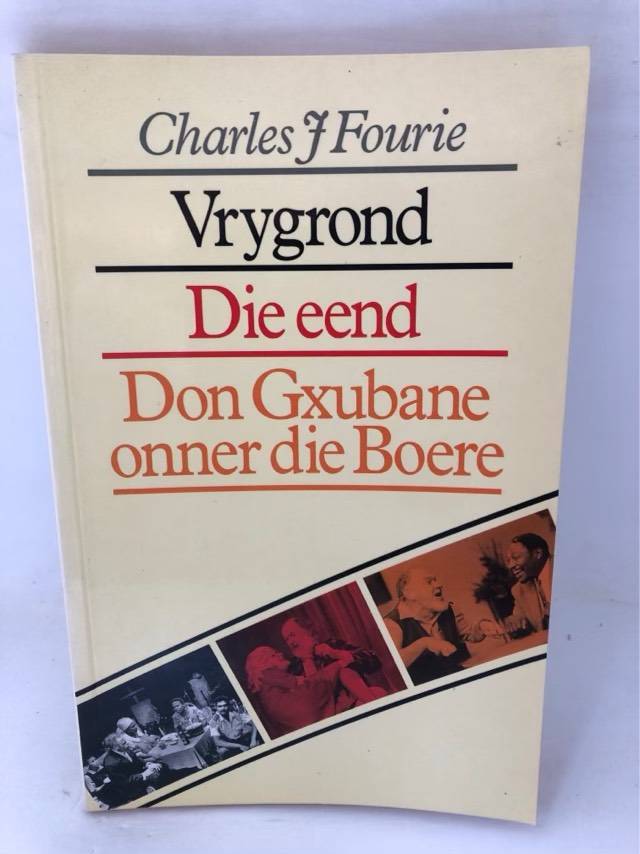 Charles J Fourie
Vrygrond
Die eend
Don Gxubane
onner die Boere